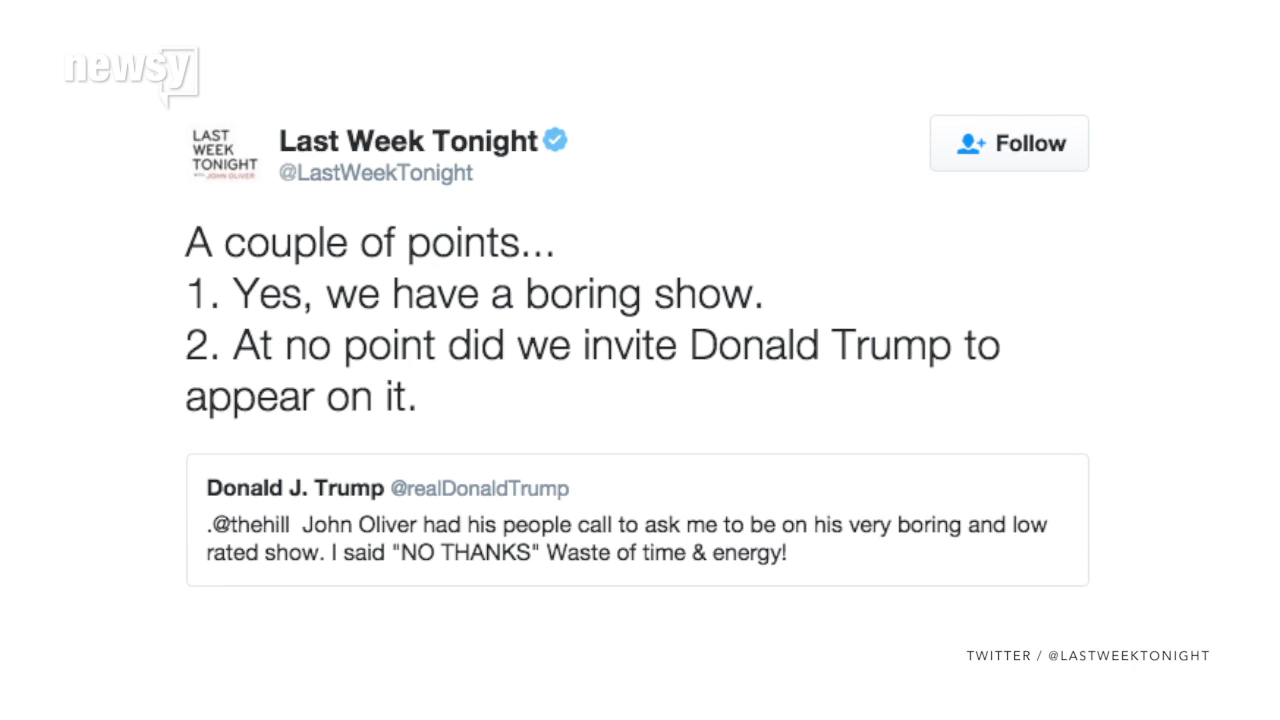 newsy
LAST
WEEK
TONIGHT
WITH JOHN OLIVER
Last Week Tonight
@LastWeekTonight
Follow
A couple of points...
1. Yes, we have a boring show.
2. At no point did we invite Donald Trump to
appear on it.
Donald J. Trump @realDonaldTrump
.@thehill John Oliver had his people call to ask me to be on his very boring and low
rated show. I said "NO THANKS" Waste of time & energy!
TWITTER / @LASTWEEKTONIGHT